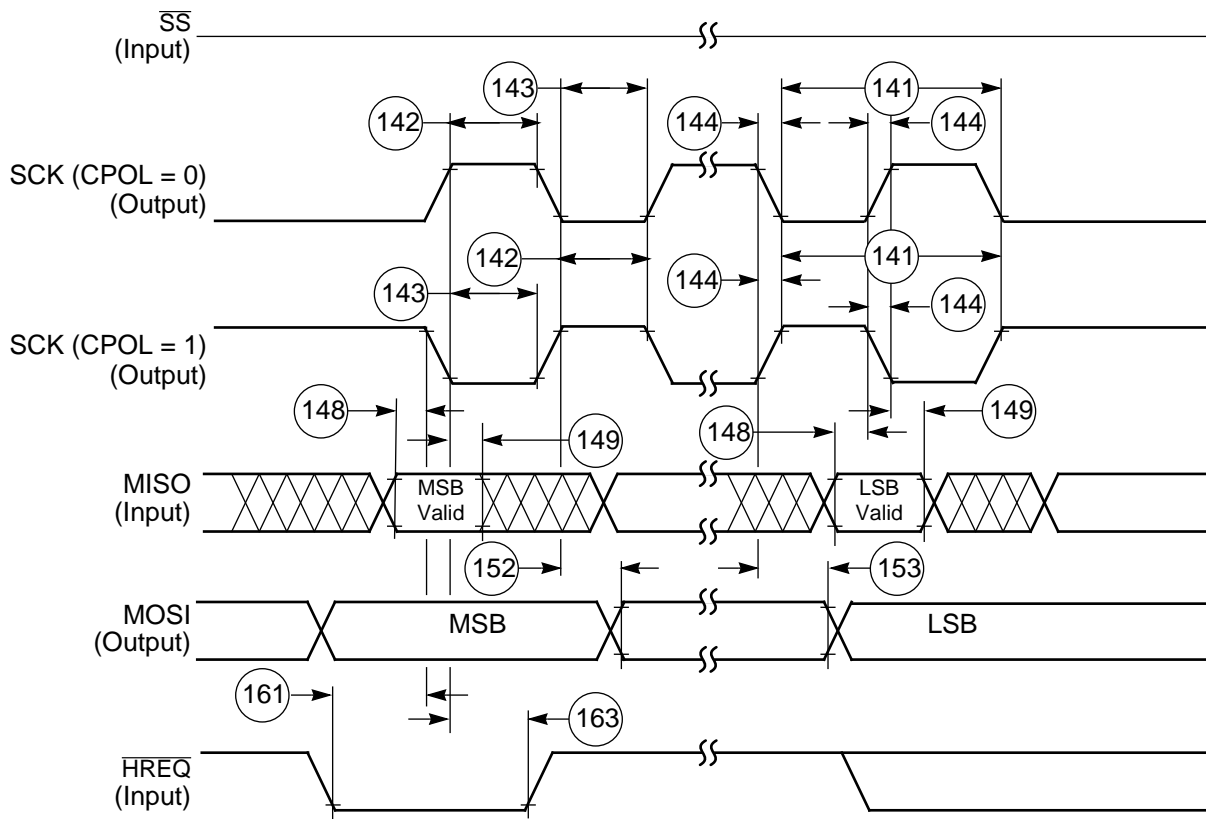 SS
(Input)
143
141
142
144
144
SCK (CPOL = 0)
(Output)
142
141
143
144
144
SCK (CPOL = 1)
(Output)
148
149
148
149
MISO
(Input)
MSB
Valid
LSB
Valid
152
153
MOSI
(Output)
MSB
LSB
161
163
HREQ
(Input)